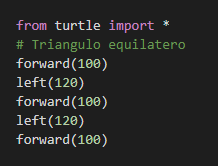 from turtle import *
# Triangulo equilatero
forward(100)
left(120)
forward(100)
left(120)
forward(100)